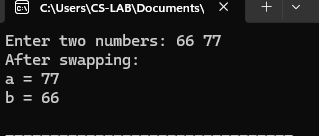 C:\Users\CS-LAB\Documents\
Enter two numbers: 66 77
After swapping:
a = 77
b = 66
--------------------------------